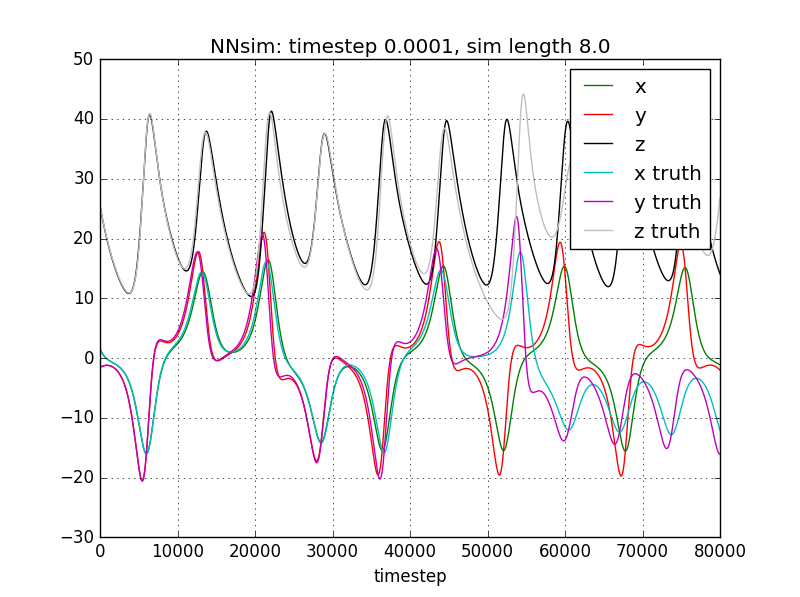 NNsim: timestep 0.0001, sim length 8.0
50
40
30
20
10
0
−10
−20
−30
x
y
z
x truth
y truth
z truth
0 10000 20000 30000 40000 50000 60000 70000 80000
timestep